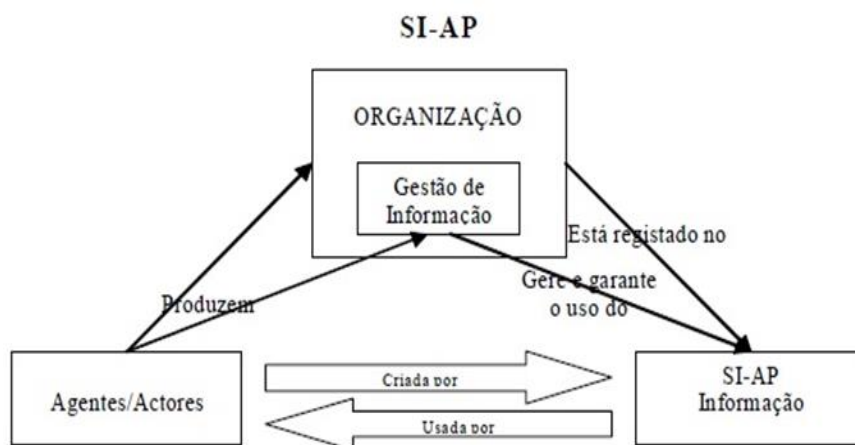 SI-AP
ORGANIZAÇÃO
Gestão de
Informação
Está registado no
Produzem
Gere e garante
o uso do
Agentes/Actores
Criada por
Usada por
SI-AP
Informação